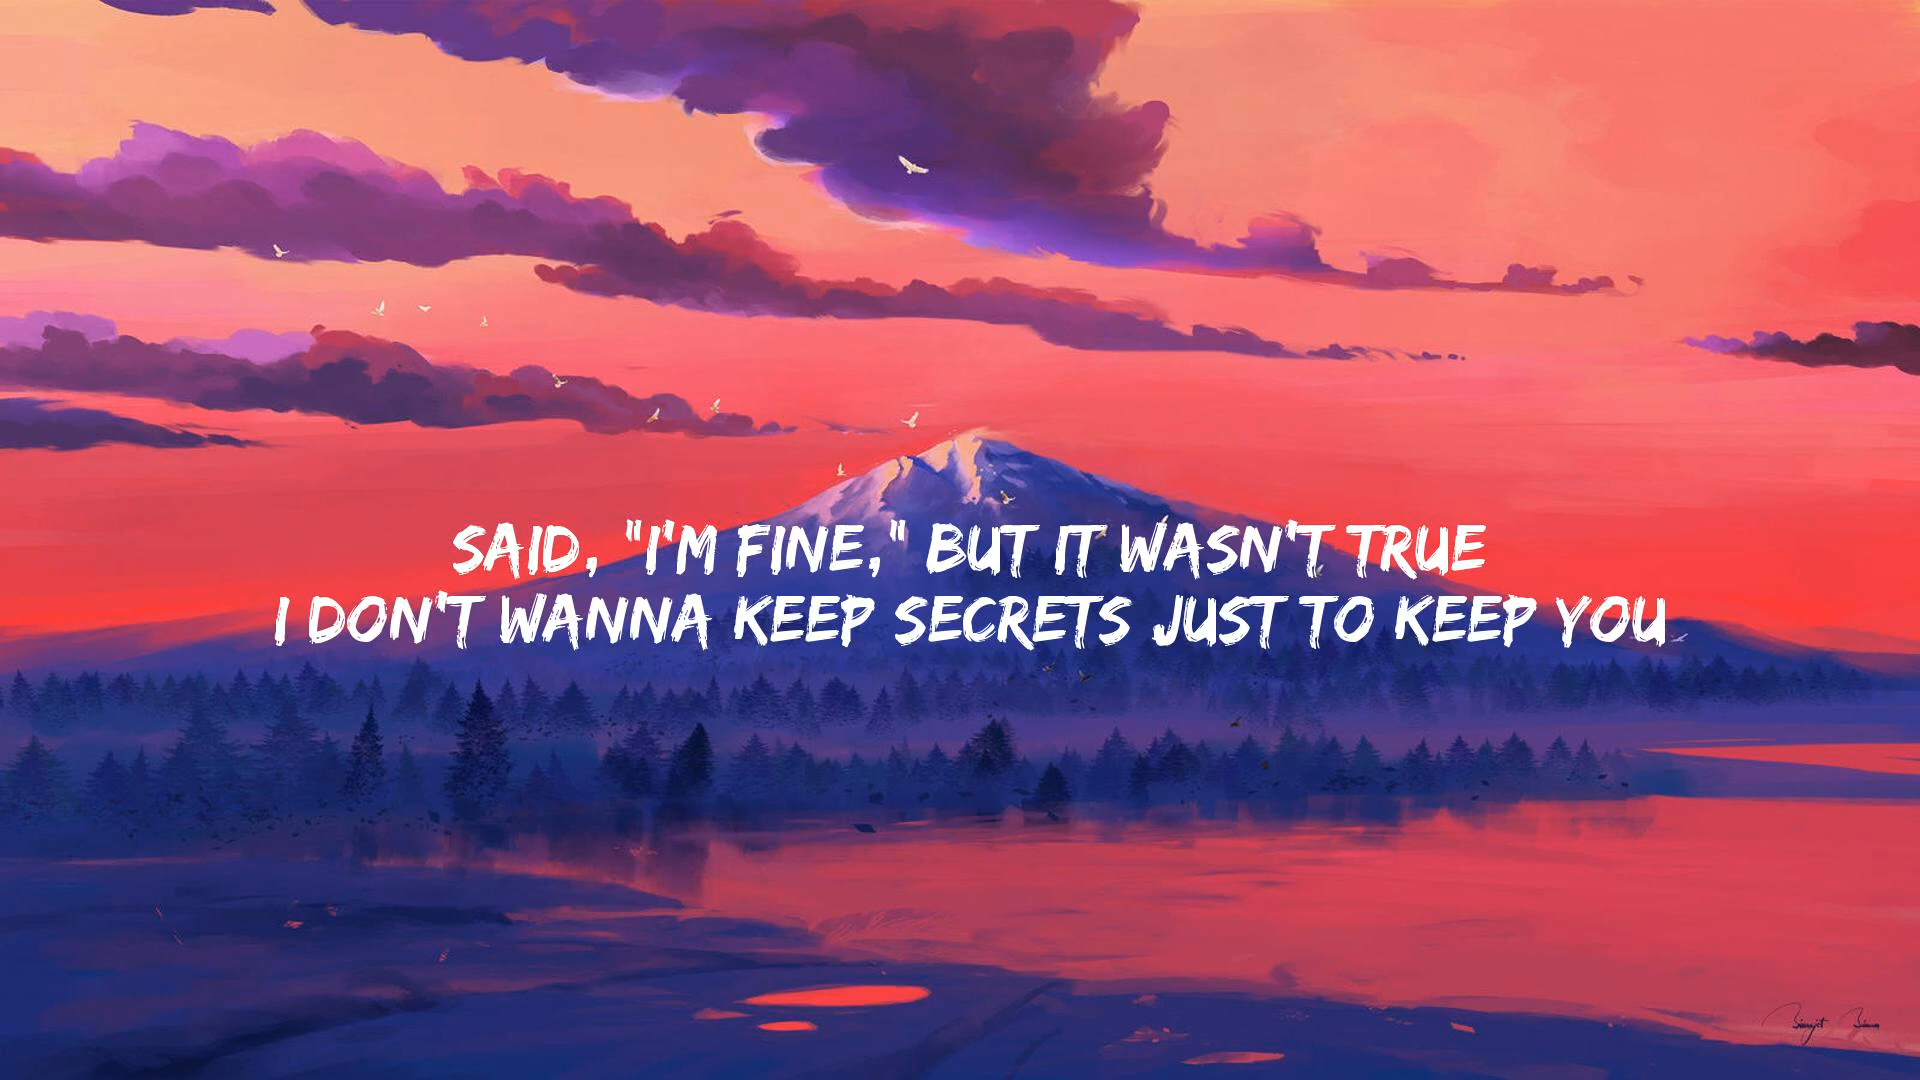 SAID, "I'M FINE," BUT IT WASN'T TRUE
I DON'T WANNA KEEP SECRETS JUST TO KEEP YOU